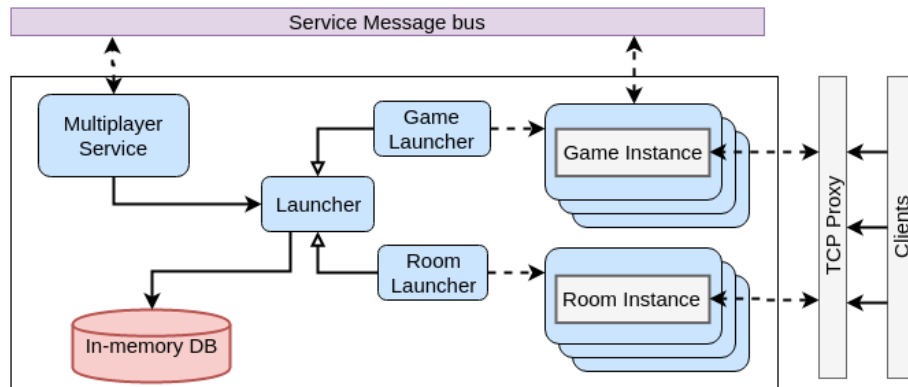 Service Message bus
Multiplayer
Service
Game
Launcher
Game Instance
Launcher
Room
Launcher
Room Instance
In-memory DB
TCP Proxy
Clients